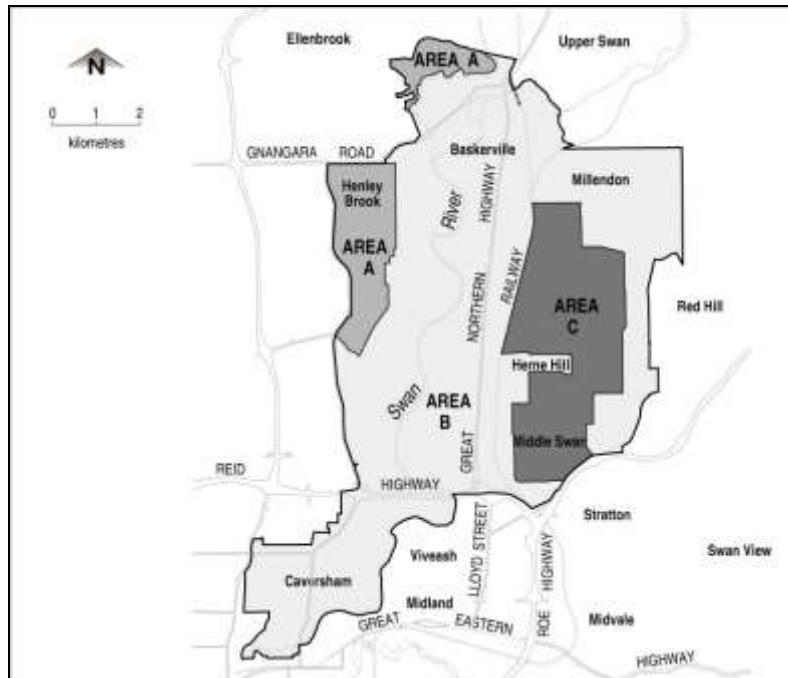 Ellenbrook
AREA A
Upper Swan
N
0 1 2
kilometres
GNANGARA ROAD
Baskerville
Millendon
Henley
Brook
HIGHWAY
River
AREA
A
RAILWAY
NORTHERN
AREA
C
Red Hill
Herne Hill
Swan
AREA
B
GREAT
Middle Swan
REID
HIGHWAY
Stratton
LLOYD STREET
HIGHWAY
Viveash
Swan View
Caversham
Midland
GREAT
EASTERN
ROE
Midvale
HIGHWAY